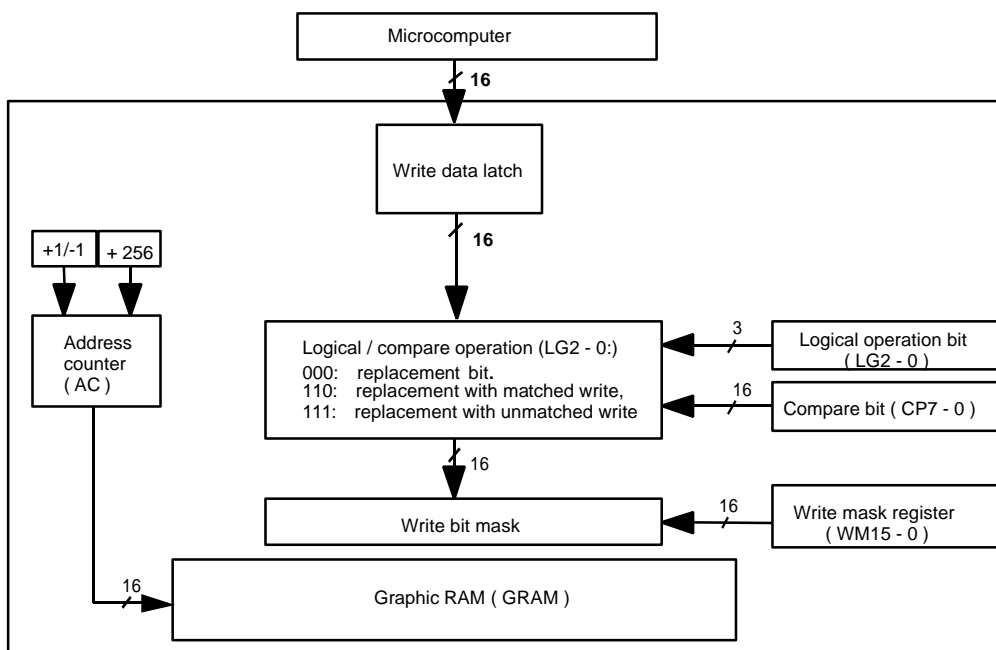 Microcomputer
16
Write data latch
16
+1/-1
+ 256
Address
counter
( AC )
Logical / compare operation (LG2 - 0:)
000: replacement bit.
110: replacement with matched write,
111: replacement with unmatched write
3
Logical operation bit
( LG2 - 0 )
16
Compare bit ( CP7 - 0 )
16
Write bit mask
16
Write mask register
( WM15 - 0 )
16
Graphic RAM ( GRAM )